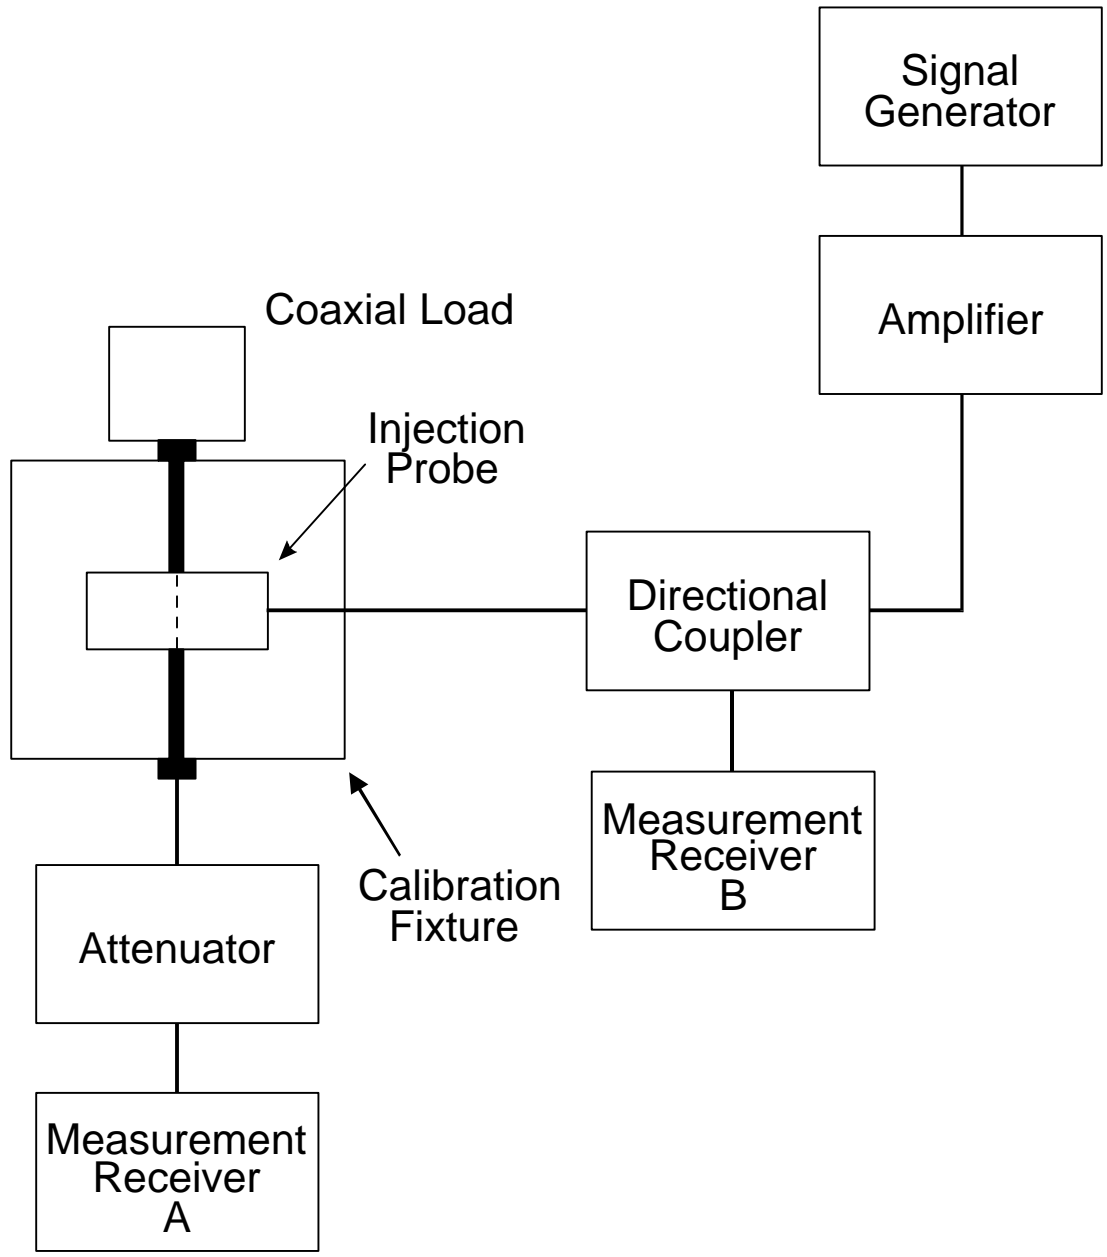 Signal
Generator
Amplifier
Coaxial Load
Injection
Probe
Directional
Coupler
Measurement
Receiver
B
Calibration
Fixture
Attenuator
Measurement
Receiver
A